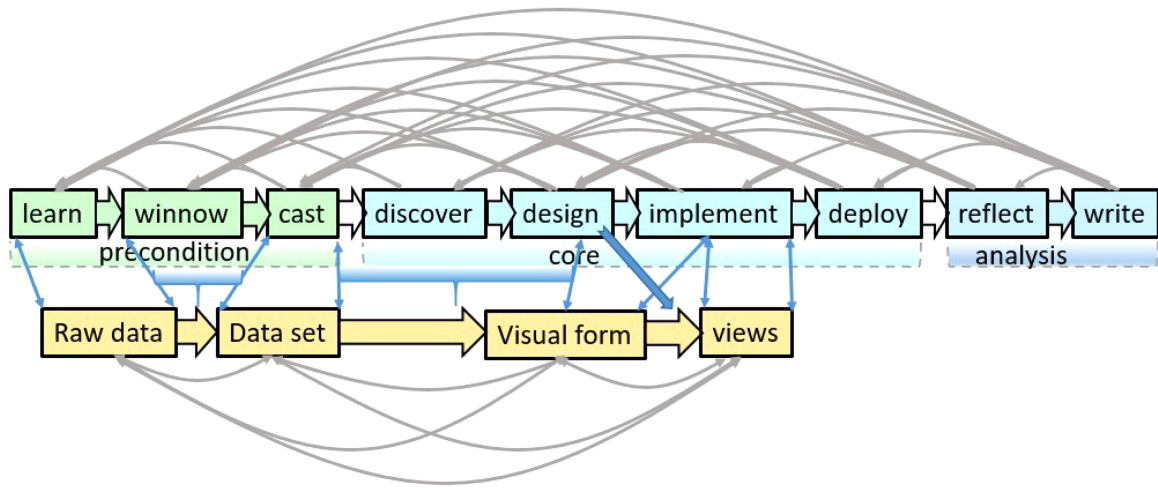 learn winnow cast discover design implement deploy reflect write
precondition core analysis
Raw data Data set Visual form views